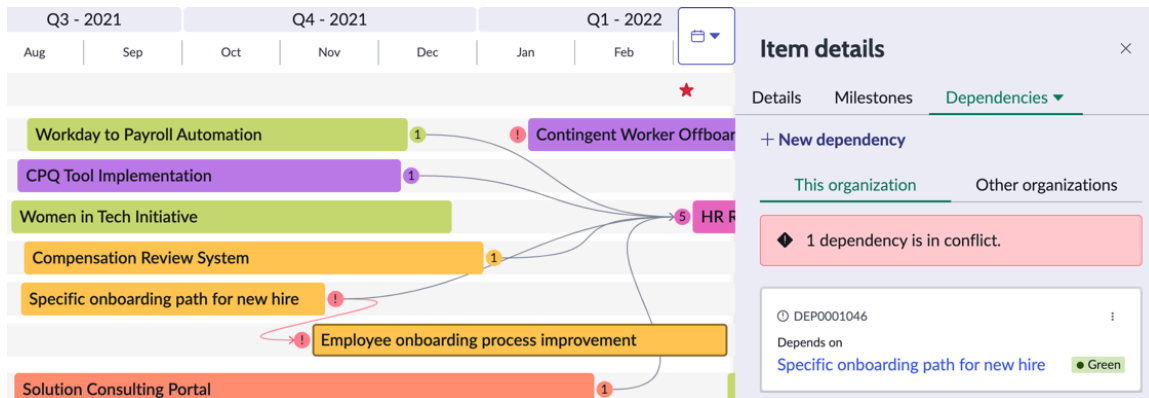 Q3 - 2021 Q4 - 2021 Q1 - 2022
Aug Sep Oct Nov Dec Jan Feb
Workday to Payroll Automation 1 ! Contingent Worker Offboar
CPQ Tool Implementation 1
Women in Tech Initiative 5 HR R
Compensation Review System 1
Specific onboarding path for new hire !
! Employee onboarding process improvement
Solution Consulting Portal 1
Item details
Details Milestones Dependencies
+ New dependency
This organization Other organizations
1 dependency is in conflict.
DEP0001046
Depends on
Specific onboarding path for new hire Green